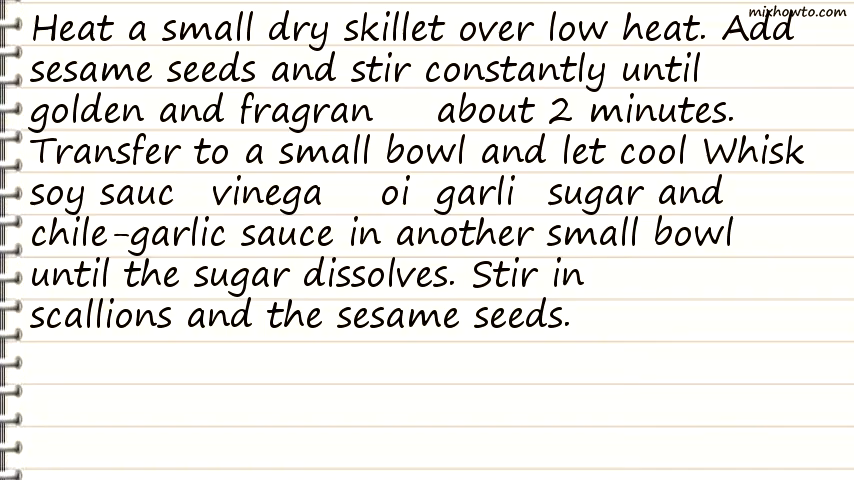 mixhowto.com
Heat a small dry skillet over low heat. Add
sesame seeds and stir constantly until
golden and fragran about 2 minutes.
Transfer to a small bowl and let cool Whisk
soy sauc vinega oi garli sugar and
chile-garlic sauce in another small bowl
until the sugar dissolves. Stir in
scallions and the sesame seeds.